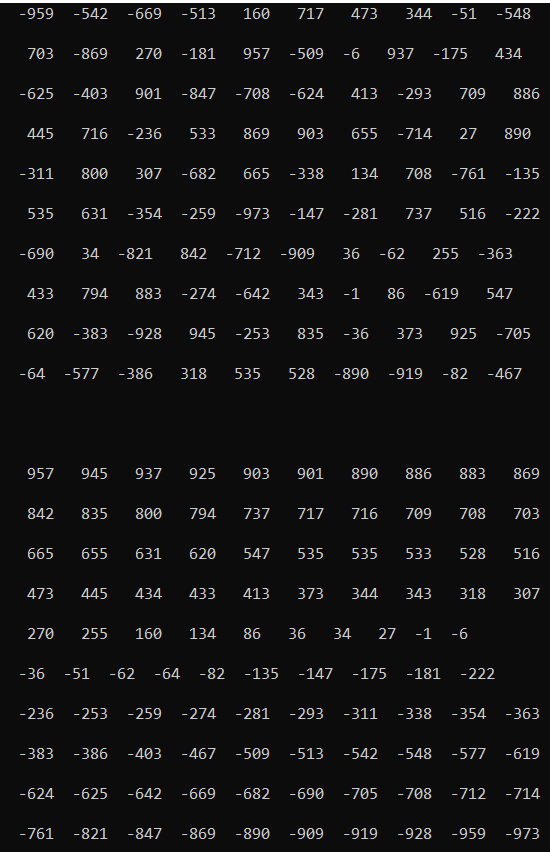 -959 -542 -669 -513 160 717 473 344 -51 -548
703 -869 270 -181 957 -509 -6 937 -175 434
-625 -403 901 -847 -708 -624 413 -293 709 886
445 716 -236 533 869 903 655 -714 27 890
-311 800 307 -682 665 -338 134 708 -761 -135
535 631 -354 -259 -973 -147 -281 737 516 -222
-690 34 -821 842 -712 -909 36 -62 255 -363
433 794 883 -274 -642 343 -1 86 -619 547
620 -383 -928 945 -253 835 -36 373 925 -705
-64 -577 -386 318 535 528 -890 -919 -82 -467
957 945 937 925 903 901 890 886 883 869
842 835 800 794 737 717 716 709 708 703
665 655 631 620 547 535 535 533 528 516
473 445 434 433 413 373 344 343 318 307
270 255 160 134 86 36 34 27 -1 -6
-36 -51 -62 -64 -82 -135 -147 -175 -181 -222
-236 -253 -259 -274 -281 -293 -311 -338 -354 -363
-383 -386 -403 -467 -509 -513 -542 -548 -577 -619
-624 -625 -642 -669 -682 -690 -705 -708 -712 -714
-761 -821 -847 -869 -890 -909 -919 -928 -959 -973